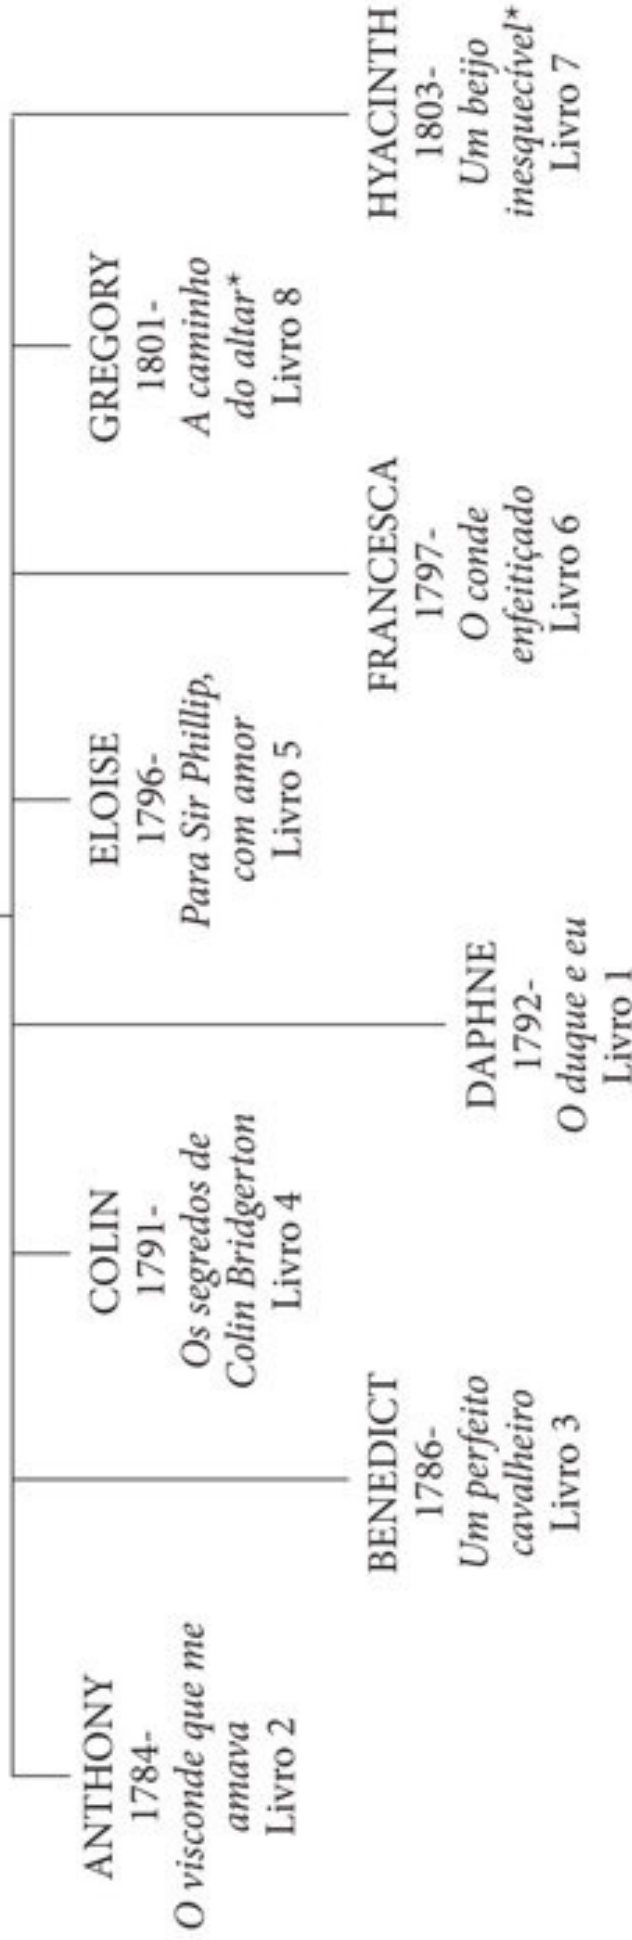 ANTHONY
1784-
O visconde que me
amava
Livro 2
BENEDICT
1786-
Um perfeito
cavalheiro
Livro 3
COLIN
1791-
Os segredos de
Colin Bridgerton
Livro 4
DAPHNE
1792-
O duque e eu
Livro 1
ELOISE
1796-
Para Sir Phillip,
com amor
Livro 5
FRANCESCA
1797-
O conde
enfeitiçado
Livro 6
GREGORY
1801-
A caminho
do altar*
Livro 8
HYACINTH
1803-
Um beijo
inesquecível*
Livro 7